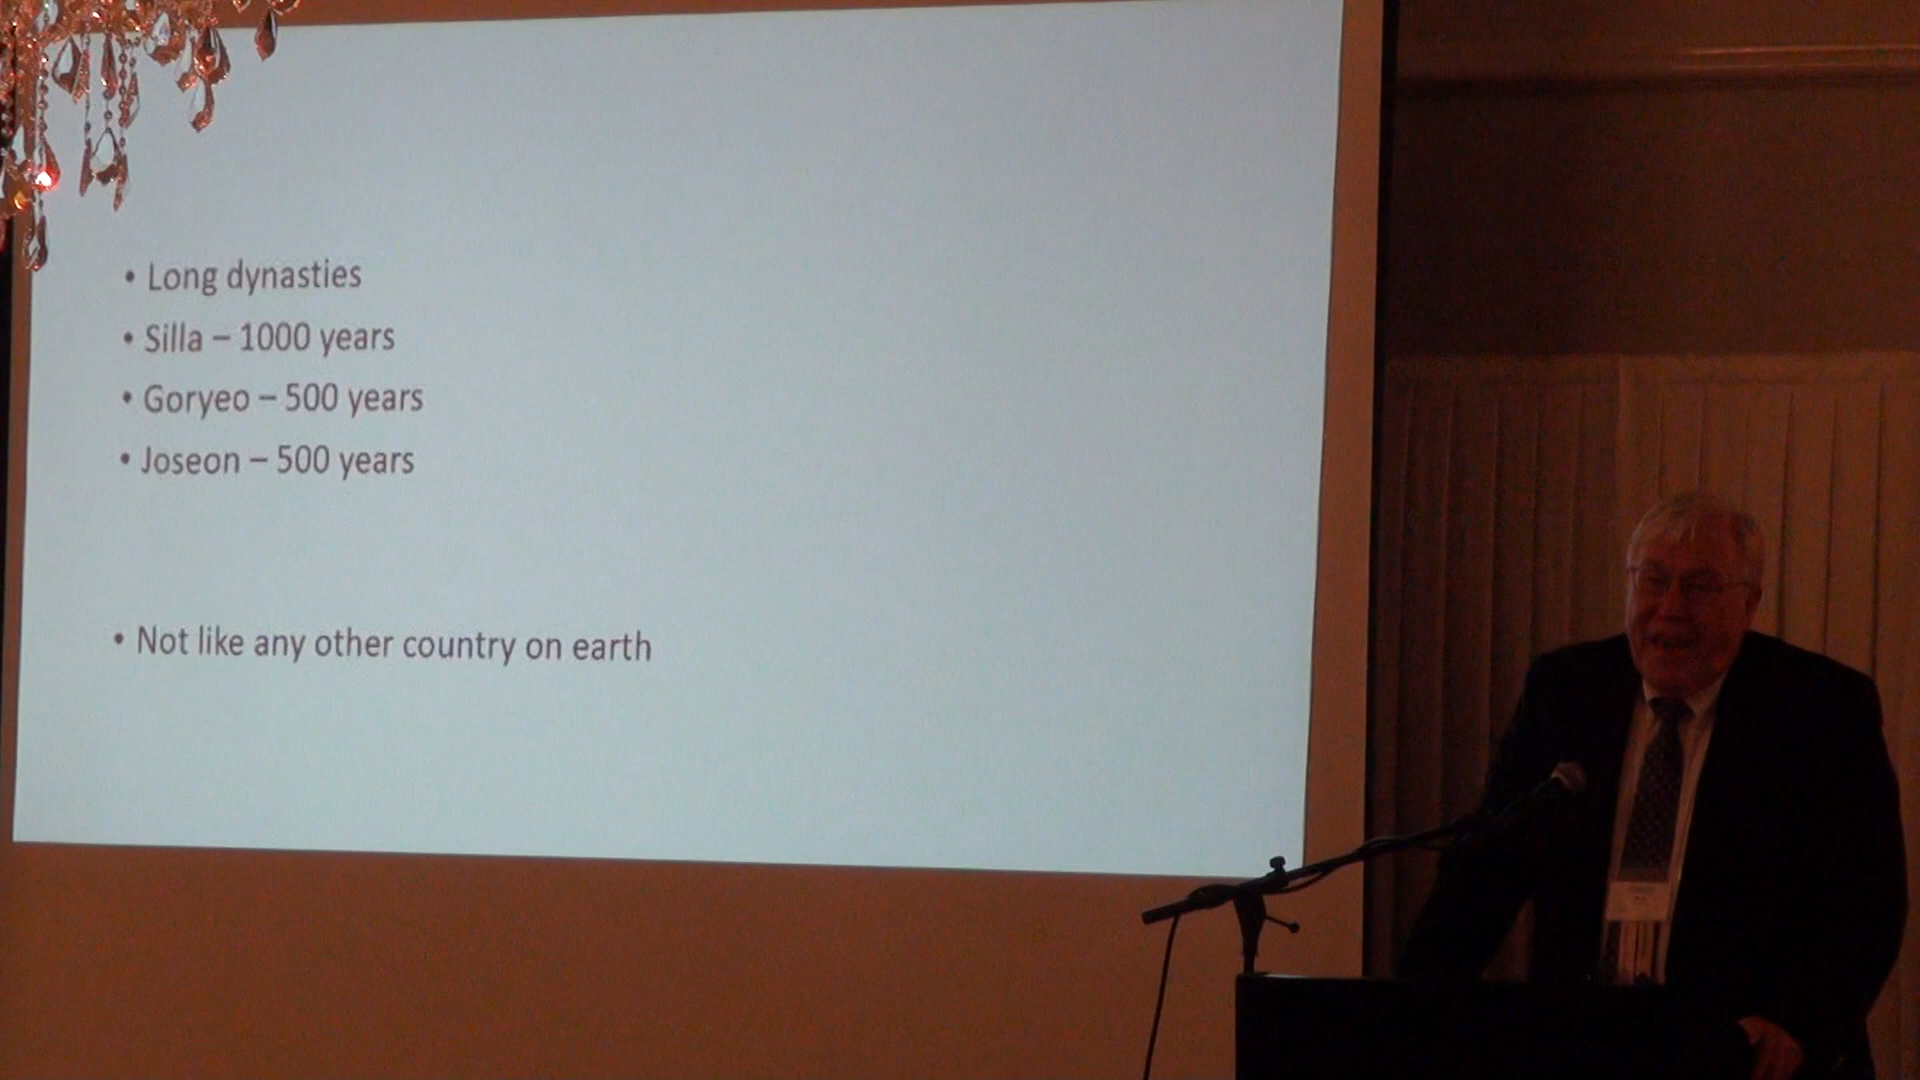 • Long dynasties
• Silla – 1000 years
• Goryeo – 500 years
• Joseon – 500 years
• Not like any other country on earth